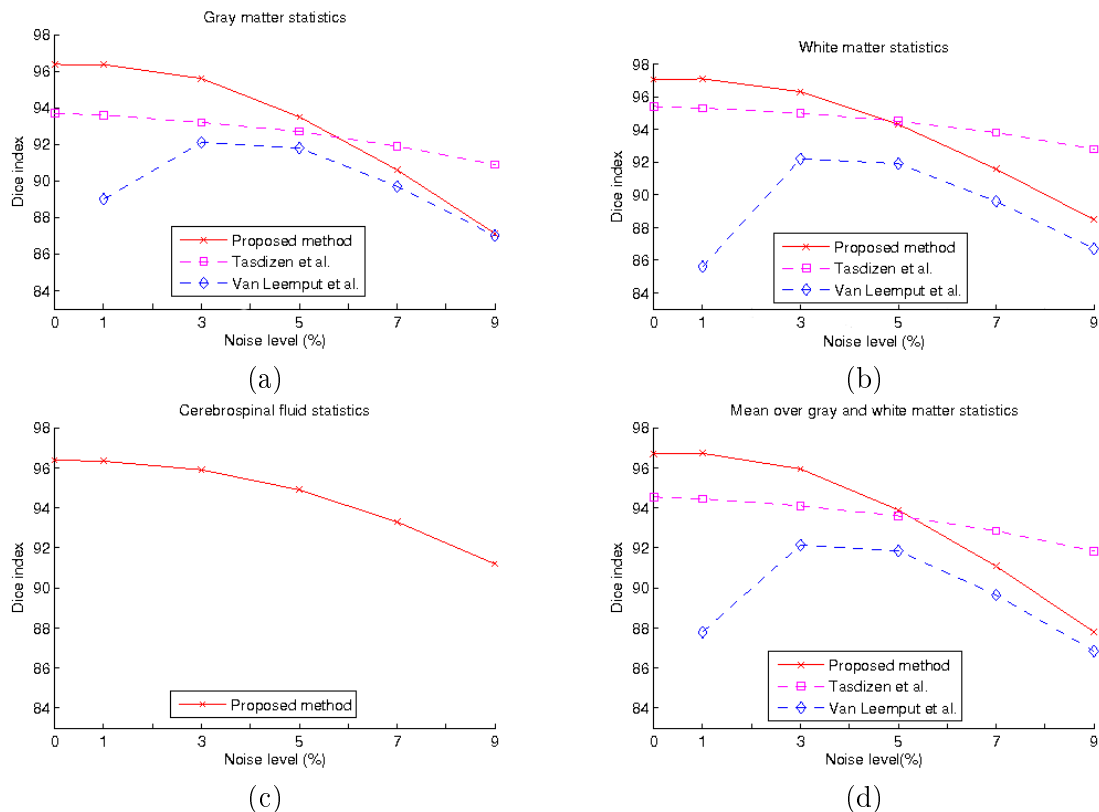 Gray matter statistics
98
96
94
92
90
88
86
84
Dice index
Proposed method
Tasdizen et al.
Van Leemput et al.
0 1 3 5 7 9
Noise level (%)
(a)
White matter statistics
98
96
94
92
90
88
86
84
Dice index
Proposed method
Tasdizen et al.
Van Leemput et al.
0 1 3 5 7 9
Noise level (%)
(b)
Cerebrospinal fluid statistics
98
96
94
92
90
88
86
84
Dice index
Proposed method
0 1 3 5 7 9
Noise level (%)
(c)
Mean over gray and white matter statistics
98
96
94
92
90
88
86
84
Dice index
Proposed method
Tasdizen et al.
Van Leemput et al.
0 1 3 5 7 9
Noise level(%)
(d)